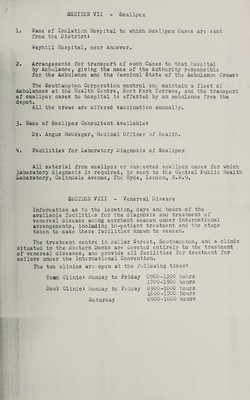 SECTION VII - Smallpox
1. Name of Isolation Hospital to which Smallpox Cases are sent
from the District:
Weyhill Hospital, near Andover.
2. Arrangements for transport of such Cases to that Hospital
by Ambulance, giving the name of the Authority responsible
for the Ambulance and the Vaccinal State of the Ambulance Crews:
The Southampton Corporation control and maintain a fleet of
Ambulances at the Health Centre, East Park Terrace, and the transport
of smallpox cases to hospital is effected by an ambulance from the
depot.
All the crews are offered vaccination annually.
3. Name of Smallpox Consultant Available:
Dr. Angus McGregor, Medical Officer of Health.
4. Facilities for Laboratory Diagnosis of Smallpox
All material from smallpox or suspected smallpox cases for which
laboratory diagnosis is required, is sent to the Central Public Health
Laboratory, Colindale Avenue, The Hyde, London, N.W.9.
SECTION VIII - Venereal Disease
Information as to the location, days and hours of the
available facilities for the diagnosis and treatment of
venereal disease among merchant seamen under international
arrangements, including in-patient treatment and the steps
taken to make these facilities known to seamen.
The treatment centre in Bullar Street, Southampton, and a clinic
situated in the Western Docks are devoted entirely to the treatment
of venereal diseases, and provide all facilities for treatment for
sailors under the International Convention.
The two clinics are open at the following times:
Town Clinic: Monday to Friday 0900-1200 hours
1700-1900 hours
Dock Clinic: Monday to Friday 0900-1000 hours
1600-1700 hours
Saturday 0900-1000 hours